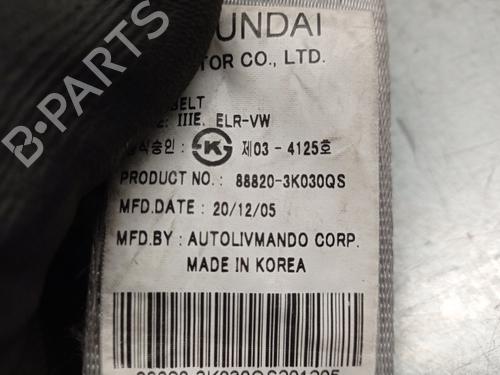 UNDAI
TOR CO., LTD.
BELT
IIIE, ELR-VW
식승인 : K 제03 - 4125호
PRODUCT NO. : 88820-3K030QS
MFD.DATE : 20/12/05
MFD.BY : AUTOLIVMANDO CORP.
MADE IN KOREA
B-PARTS